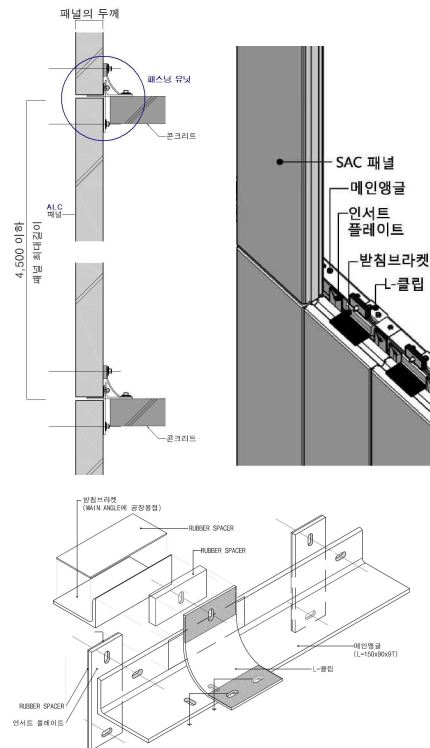 패널의 두께
패스닝 유닛
콘크리트
ALC
패널
4,500 이하
패널 최대길이
콘크리트
SAC 패널
메인앵글
인서트
플레이트
받침브라켓
L-클립
받침브라켓
(MAIN ANGLE에 공장용접)
RUBBER SPACER
RUBBER SPACER
메인앵글
(L=150x90x9T)
L-클립
RUBBER SPACER
인서트 플레이트